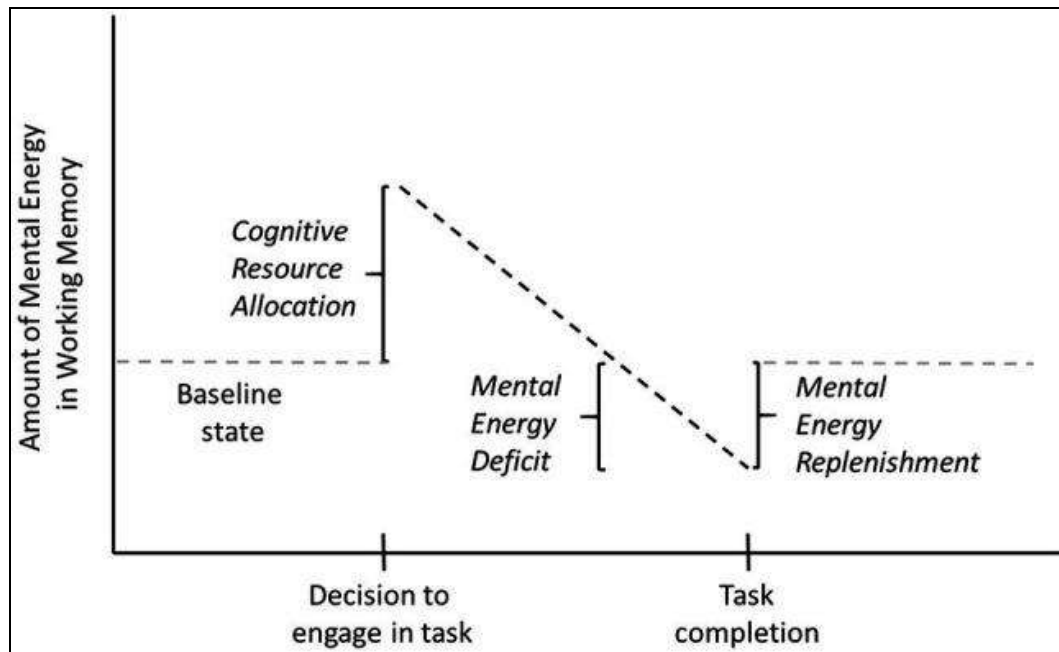 Amount of Mental Energy
in Working Memory
Cognitive
Resource
Allocation
Baseline
state
Mental
Energy
Deficit
Mental
Energy
Replenishment
Decision to
engage in task
Task
completion